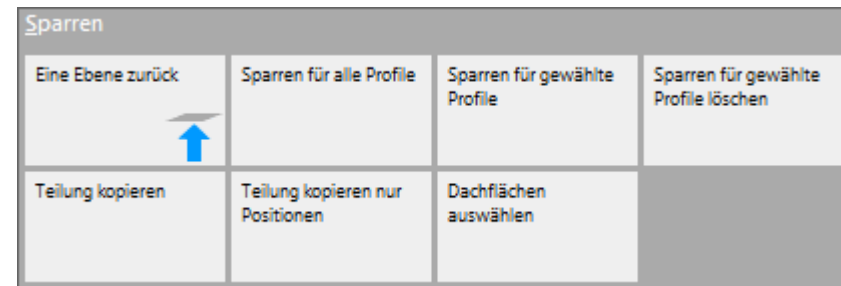 Sparren
Eine Ebene zurück
Sparren für alle Profile
Sparren für gewählte
Profile
Sparren für gewählte
Profile löschen
Teilung kopieren
Teilung kopieren nur
Positionen
Dachflächen
auswählen